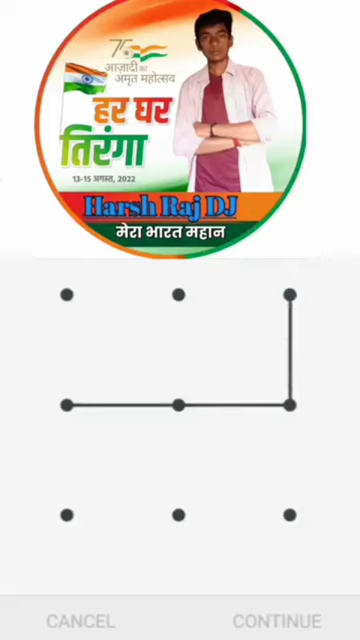 75
आज़ादी का
अमृत महोत्सव
हर घर
तिरंगा
13-15 अगस्त, 2022
Harsh Raj DJ
मेरा भारत महान
CANCEL
CONTINUE